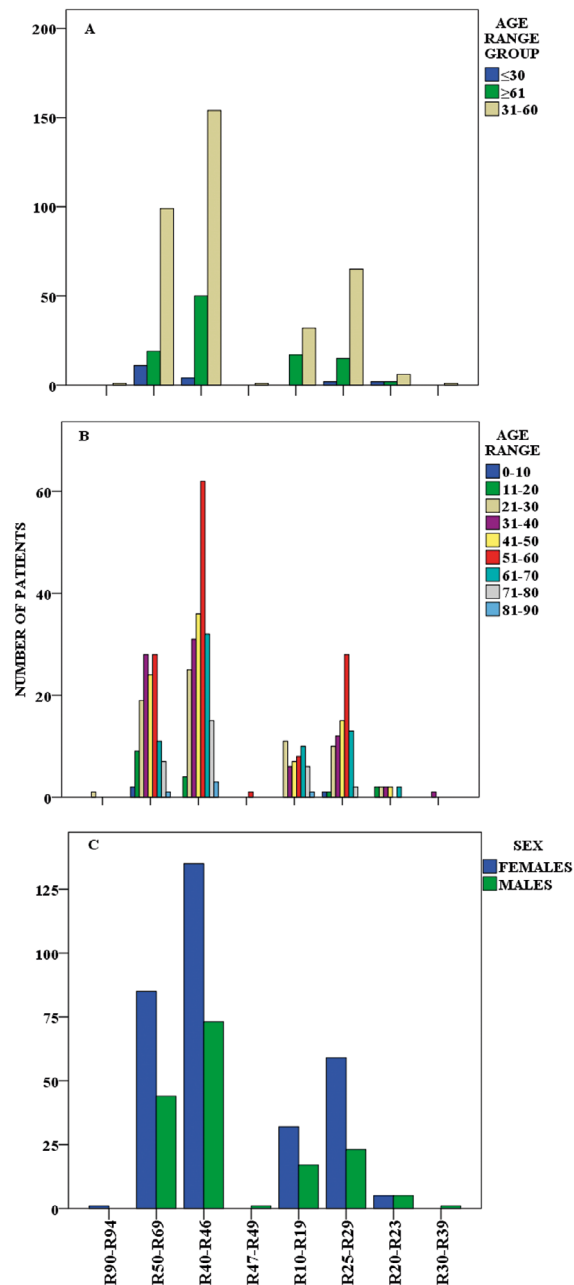 A
AGE
RANGE
GROUP
≤30
≥61
31-60
200
150
100
50
0
B
AGE
RANGE
0-10
11-20
21-30
31-40
41-50
51-60
61-70
71-80
81-90
NUMBER OF PATIENTS
60
40
20
0
C
SEX
FEMALES
MALES
125
100
75
50
25
0
R90-R94
R50-R69
R40-R46
R47-R49
R10-R19
R25-R29
R20-R23
R30-R39